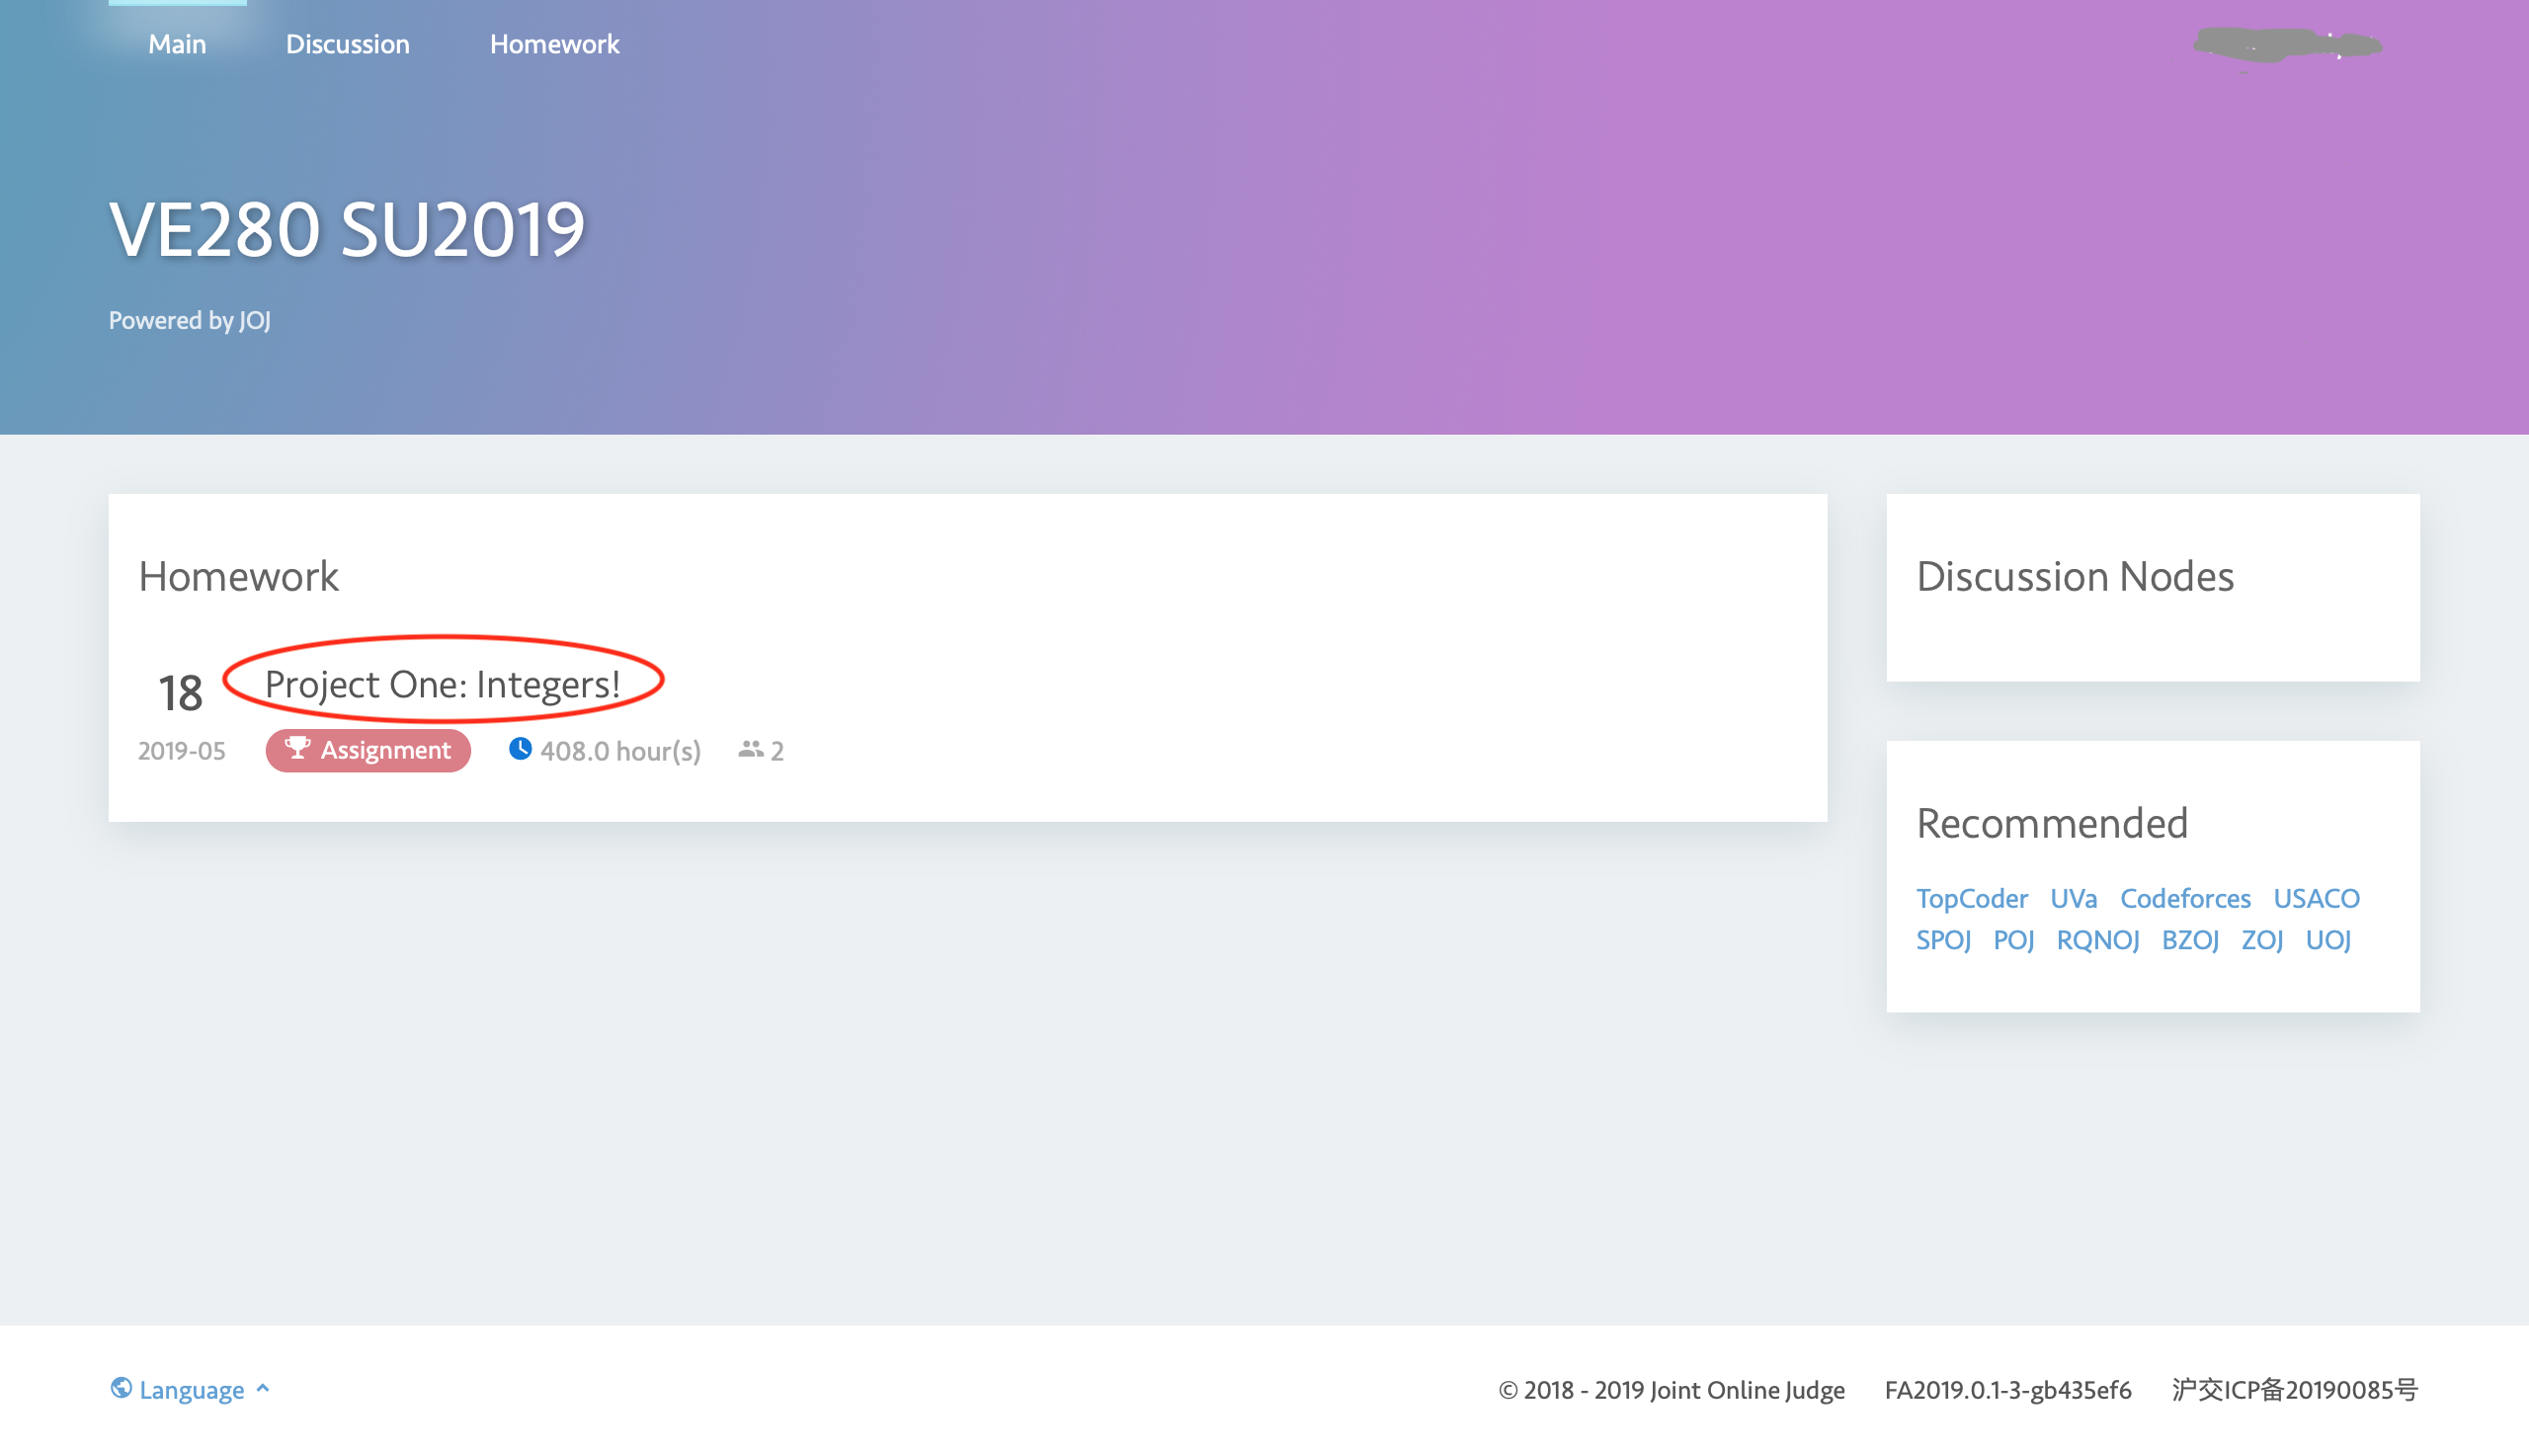 Main Discussion Homework
VE280 SU2019
Powered by JOJ
Homework
18 Project One: Integers!
2019-05 Assignment 408.0 hour(s) 2
Discussion Nodes
Recommended
TopCoder UVa Codeforces USACO
SPOJ POJ RQNOJ BZOJ ZOJ UOJ
Language
© 2018 - 2019 Joint Online Judge FA2019.0.1-3-gb435ef6 沪交ICP备20190085号